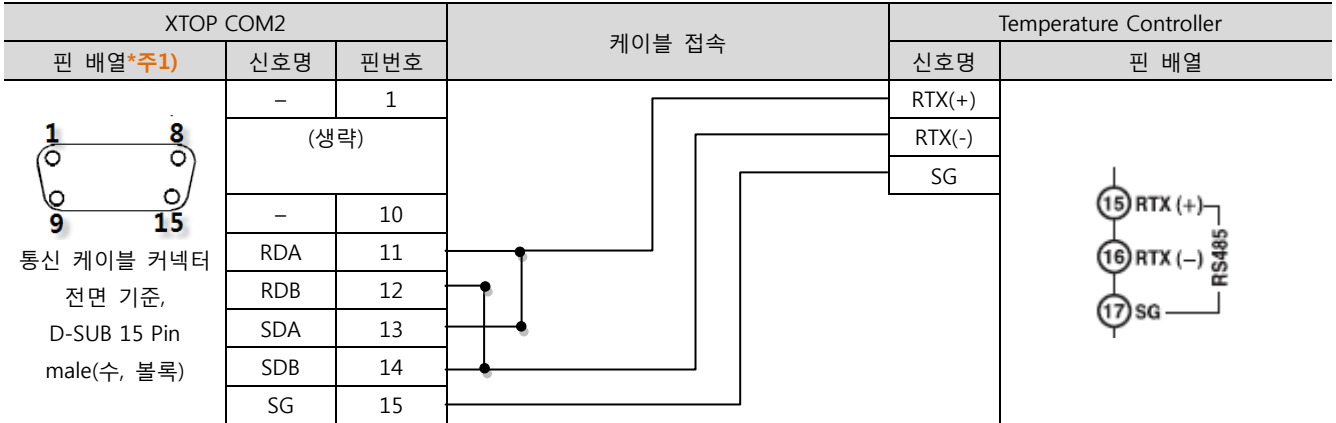 XTOP COM2
케이블 접속
Temperature Controller
핀 배열*주1)
신호명
핀번호
신호명
핀 배열
– 1
(생략)
– 10
RDA 11
RDB 12
SDA 13
SDB 14
SG 15
1 8
9 15
통신 케이블 커넥터
전면 기준,
D-SUB 15 Pin
male(수, 볼록)
RTX(+)
RTX(-)
SG
15 RTX (+)
16 RTX (–)
17 SG
RS485